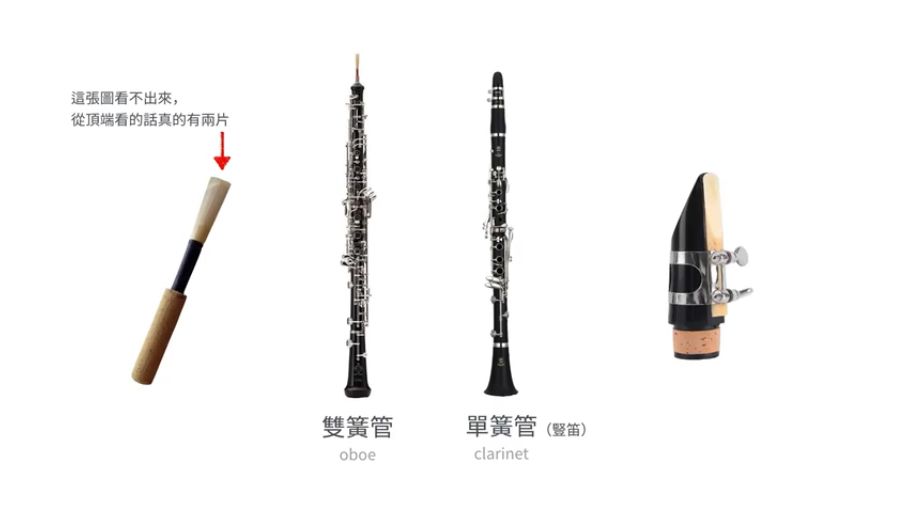 這張圖看不出來,
從頂端看的話真的有兩片
雙簧管
oboe
單簧管（豎笛）
clarinet